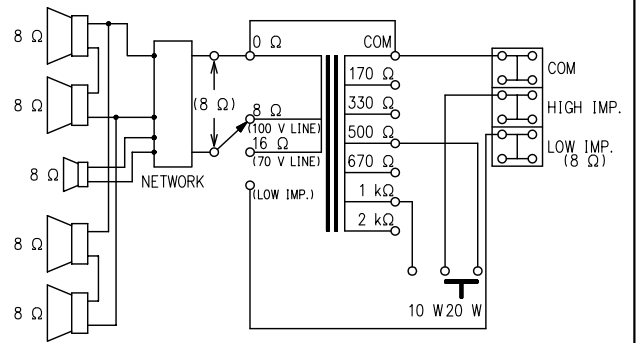 8 Ω
8 Ω
8 Ω
8 Ω
8 Ω
NETWORK
(8 Ω)
0 Ω
8 Ω
(100 V LINE)
16 Ω
(70 V LINE)
(LOW IMP.)
COM
170 Ω
330 Ω
500 Ω
670 Ω
1 kΩ
2 kΩ
10 W 20 W
COM
HIGH IMP.
LOW IMP.
(8 Ω)